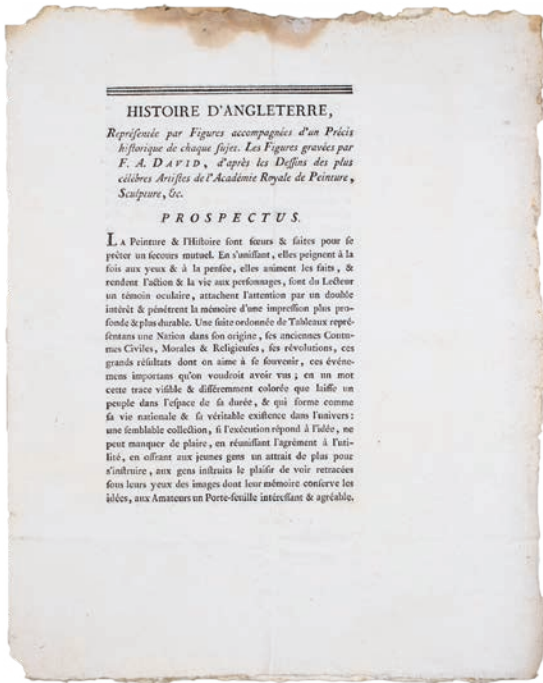 HISTOIRE D'ANGLETERRE,
Repréſentée par Figures accompagnées d'un Précis
hiſtorique de chaque ſujet. Les Figures gravées par
F. A. DAVID, d'après les Deſſins des plus
célèbres Artiſtes de l'Académie Royale de Peinture,
Sculpture, &c.
PROSPECTUS.
LA Peinture & l'Hiſtoire ſont ſœurs & faites pour ſe
prêter un ſecours mutuel. En s'uniſſant, elles peignent à la
fois aux yeux & à la penſée, elles animent les faits, &
rendent l'action & la vie aux perſonnages, font du Lecteur
un témoin oculaire, attachent l'attention par un double
intérêt & pénétrent la mémoire d'une impreſſion plus pro-
fonde & plus durable. Une ſuite ordonnée de Tableaux repré-
ſentans une Nation dans ſon origine, ſes anciennes Coutu-
mes Civiles, Morales & Religieuſes, ſes révolutions, ces
grands réſultats dont on aime à ſe ſouvenir, ces événe-
mens importans qu'on voudroit avoir vus; en un mot
cette trace viſible & différemment colorée que laiſſe un
peuple dans l'eſpace de ſa durée, & qui forme comme
ſa vie nationale & ſa véritable exiſtence dans l'univers:
une ſemblable collection, ſi l'exécution répond à l'idée, ne
peut manquer de plaire, en réuniſſant l'agrément à l'uti-
lité, en offrant aux jeunes gens un attrait de plus pour
s'inſtruire, aux gens inſtruits le plaiſir de voir retracées
ſous leurs yeux des images dont leur mémoire conſerve les
idées, aux Amateurs un Porte-feuille intéreſſant & agréable.